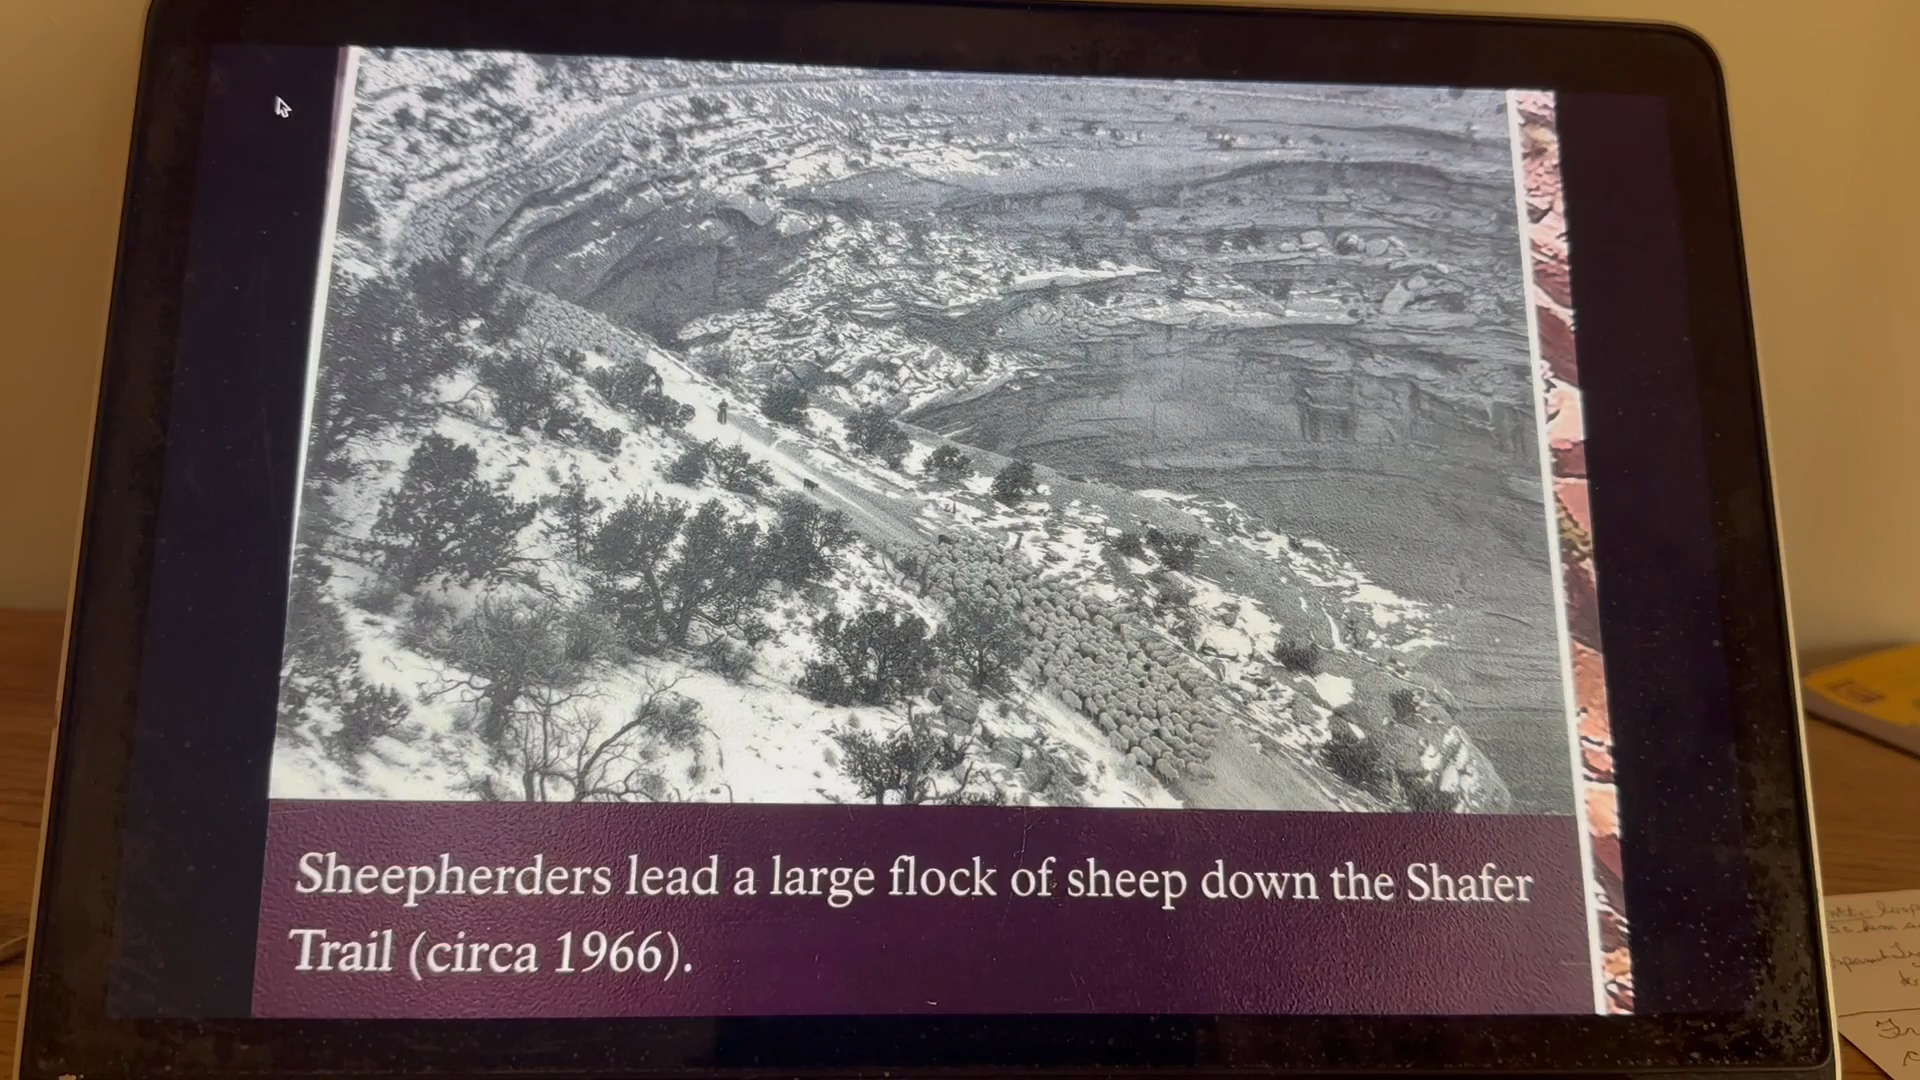 Sheepherders lead a large flock of sheep down the Shafer
Trail (circa 1966).